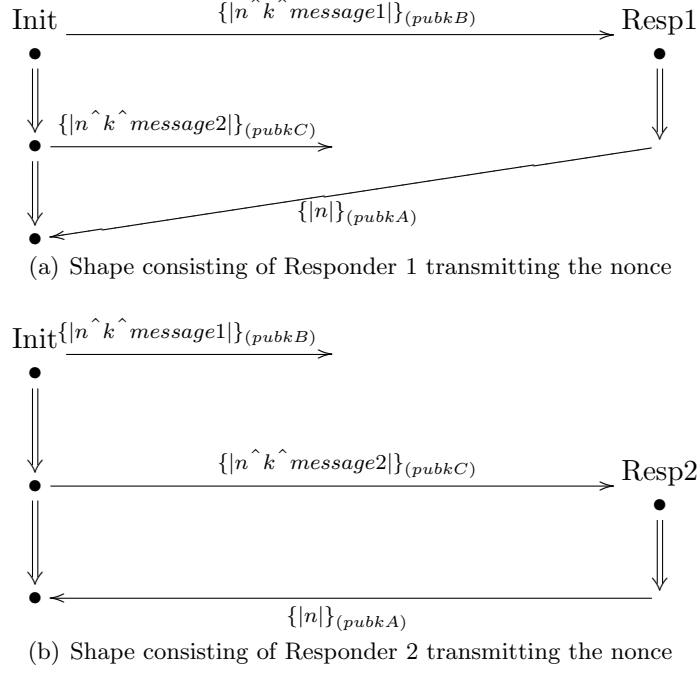 Init {|n^k^message1|}(pubkB) Resp1
{|n^k^message2|}(pubkC)
{|n|}(pubkA)
(a) Shape consisting of Responder 1 transmitting the nonce
Init {|n^k^message1|}(pubkB)
{|n^k^message2|}(pubkC) Resp2
{|n|}(pubkA)
(b) Shape consisting of Responder 2 transmitting the nonce